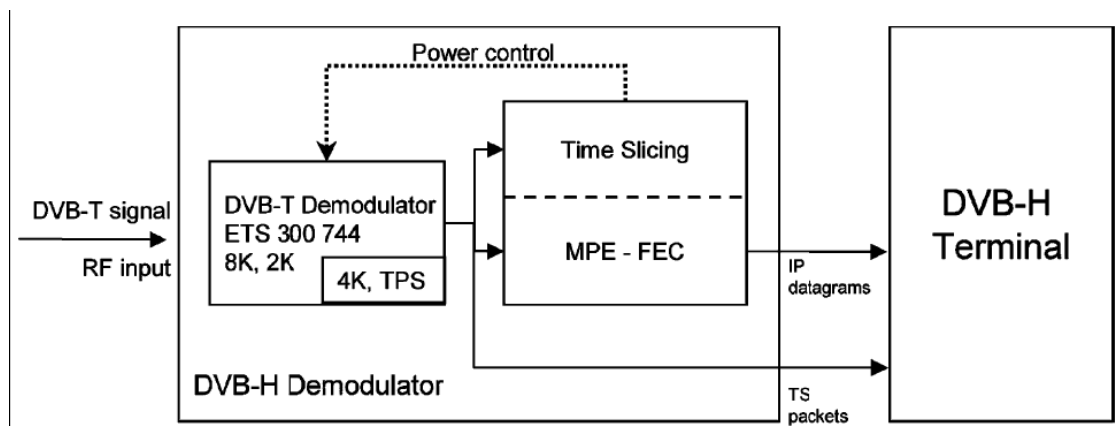 Power control
Time Slicing
DVB-T signal
RF input
DVB-T Demodulator
ETS 300 744
8K, 2K
4K, TPS
MPE - FEC
IP
datagrams
DVB-H
Terminal
DVB-H Demodulator
TS
packets